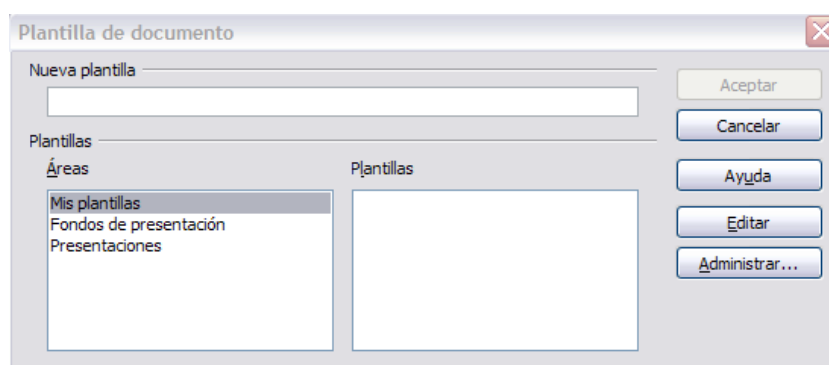 Plantilla de documento
Nueva plantilla
Aceptar
Cancelar
Plantillas
Áreas
Plantillas
Ayuda
Mis plantillas
Fondos de presentación
Presentaciones
Editar
Administrar...